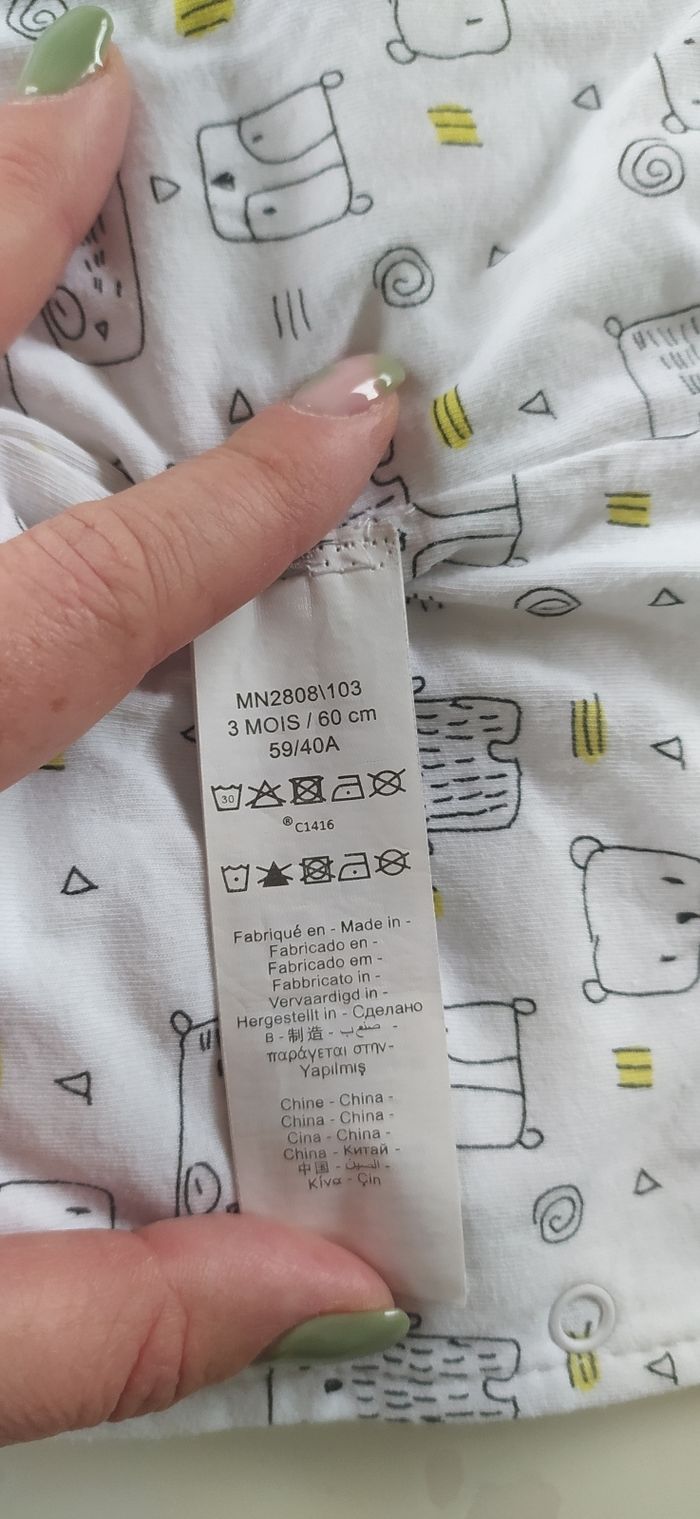 MN2808\103
3 MOIS / 60 cm
59/40A
30
®C1416
Fabriqué en - Made in -
Fabricado en -
Fabricado em -
Fabbricato in -
Vervaardigd in -
Hergestellt in - Сделано
В - 制造 - صنع ب -
παράγεται στην-
Yapılmış
Chine - China -
China - China -
Cina - China -
China - Китай -
中国 - الصين -
Κίνα - Çin